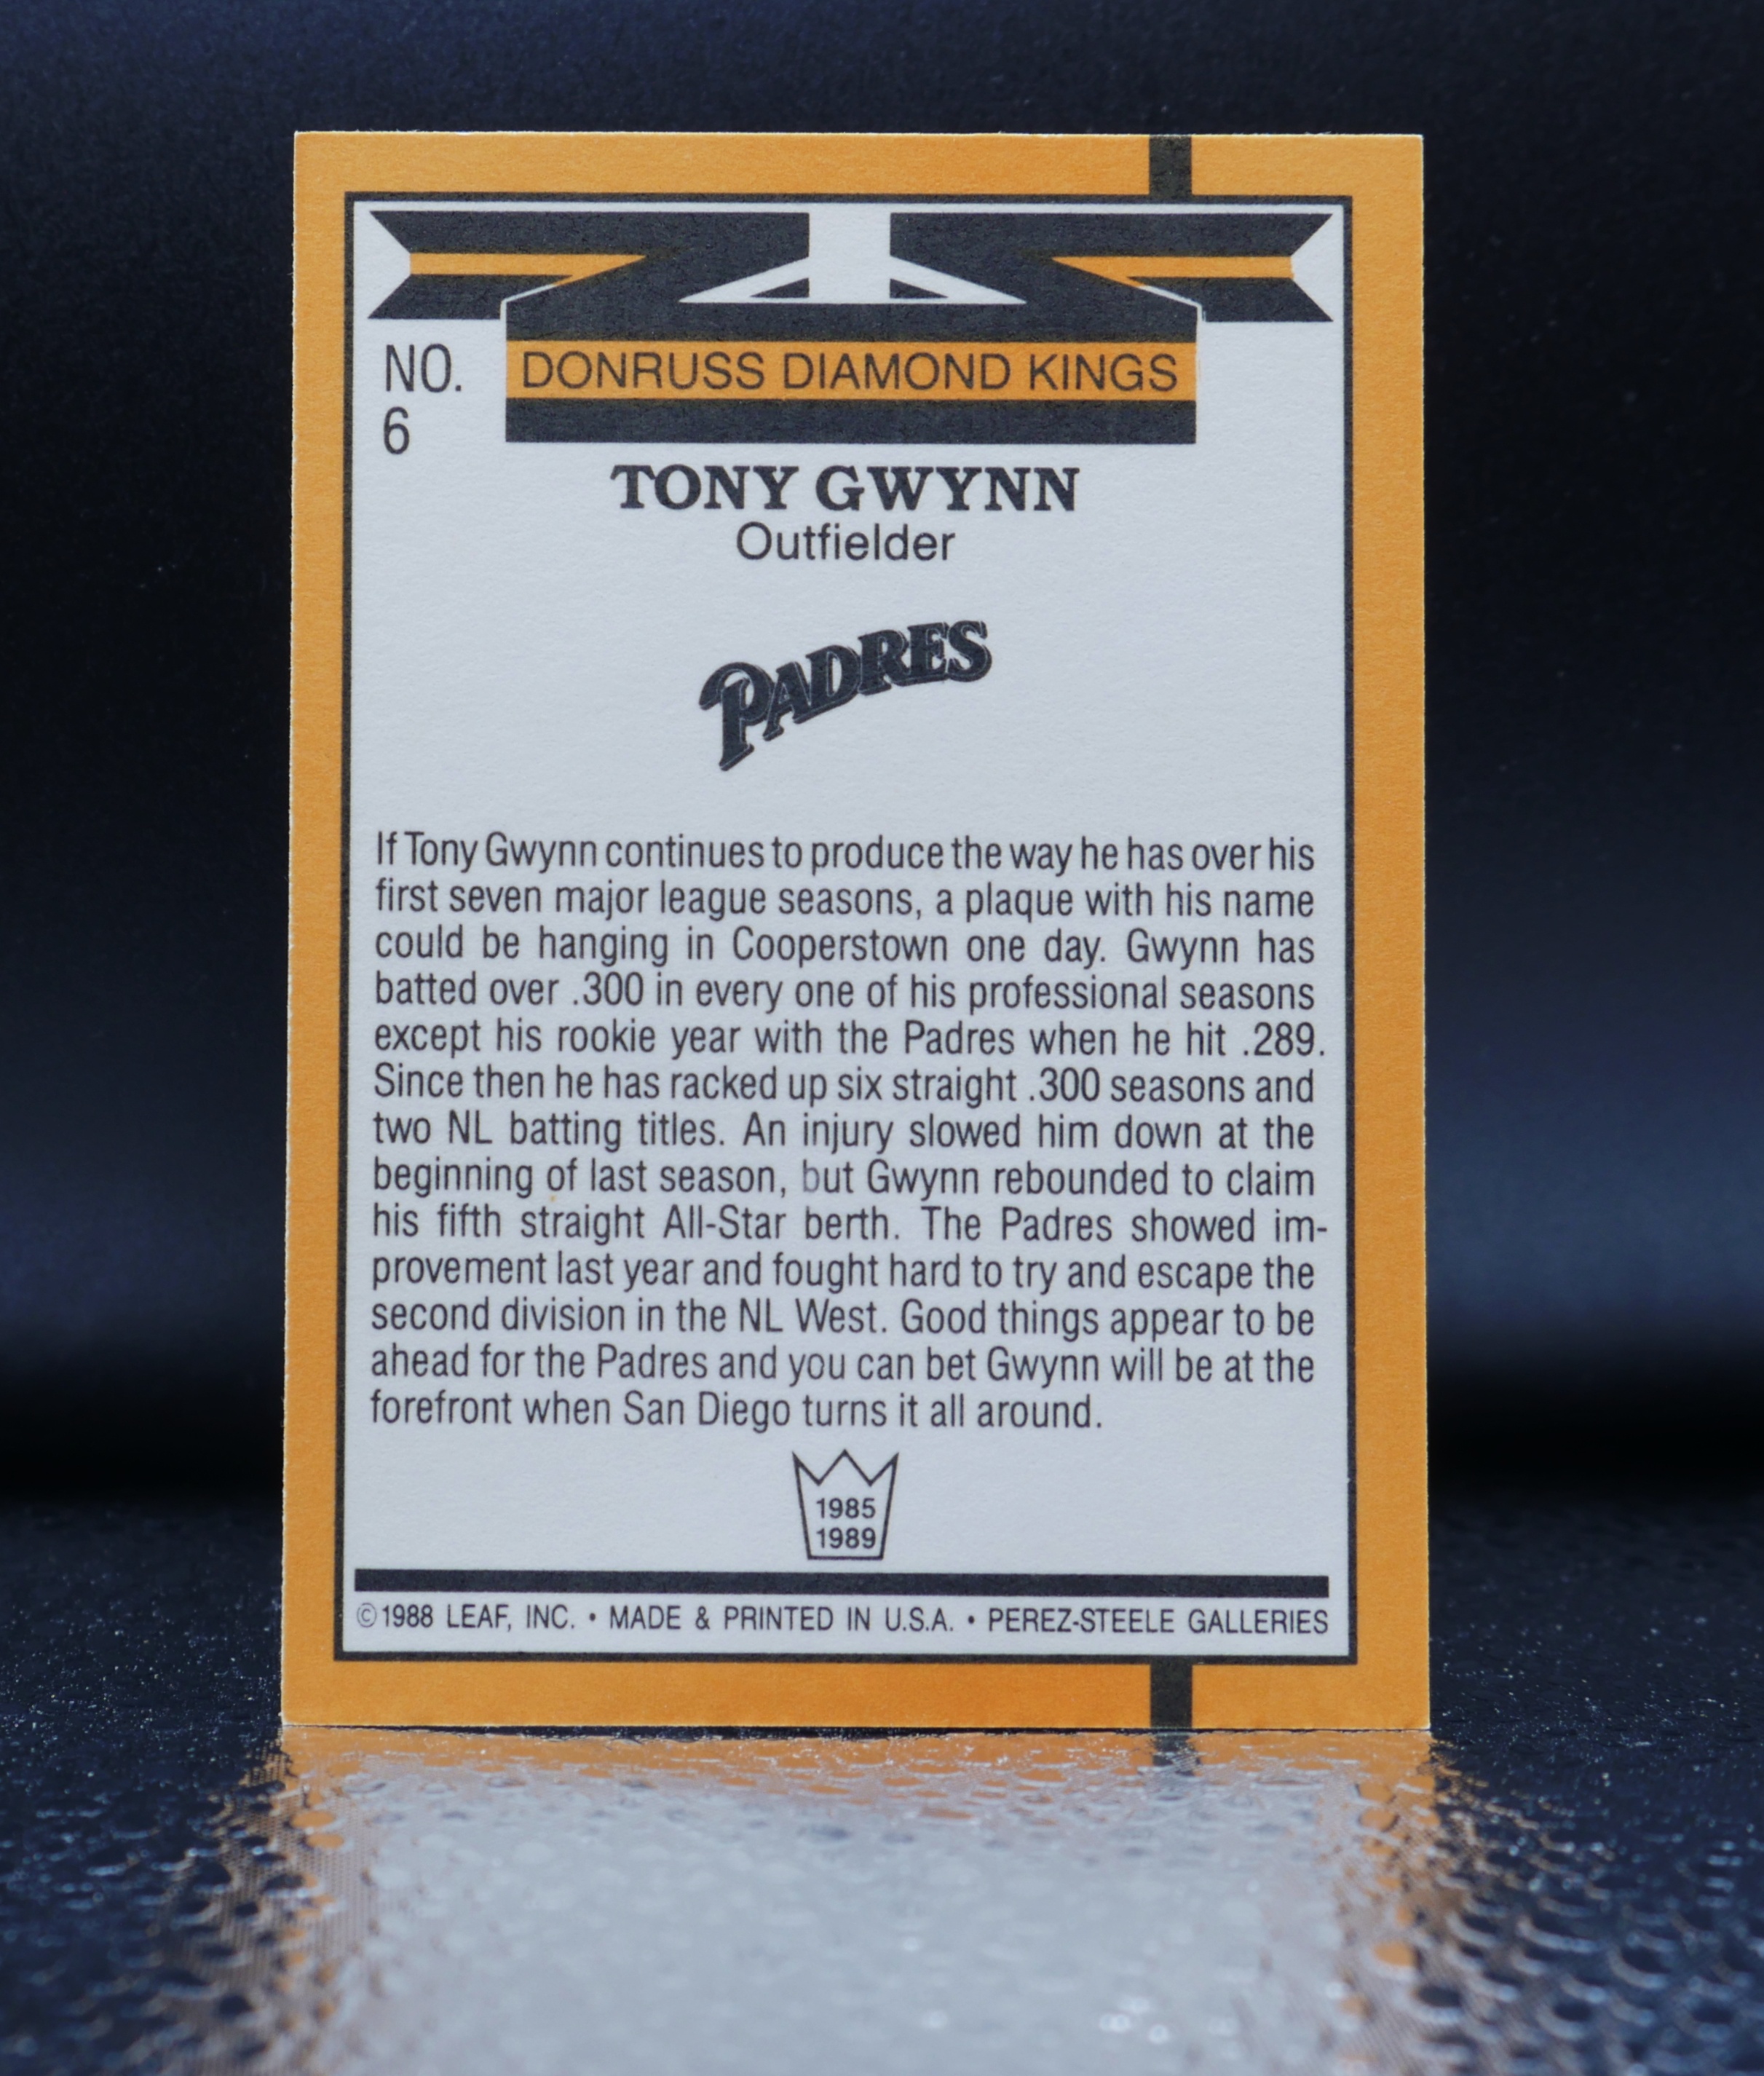 NO.
6
DONRUSS DIAMOND KINGS
TONY GWYNN
Outfielder
PADRES
If Tony Gwynn continues to produce the way he has over his
first seven major league seasons, a plaque with his name
could be hanging in Cooperstown one day. Gwynn has
batted over .300 in every one of his professional seasons
except his rookie year with the Padres when he hit .289.
Since then he has racked up six straight .300 seasons and
two NL batting titles. An injury slowed him down at the
beginning of last season, but Gwynn rebounded to claim
his fifth straight All-Star berth. The Padres showed im-
provement last year and fought hard to try and escape the
second division in the NL West. Good things appear to be
ahead for the Padres and you can bet Gwynn will be at the
forefront when San Diego turns it all around.
1985
1989
©1988 LEAF, INC. • MADE & PRINTED IN U.S.A. • PEREZ-STEELE GALLERIES